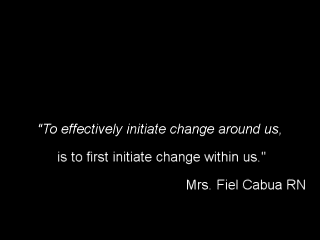 "To effectively initiate change around us,
is to first initiate change within us."
Mrs. Fiel Cabua RN